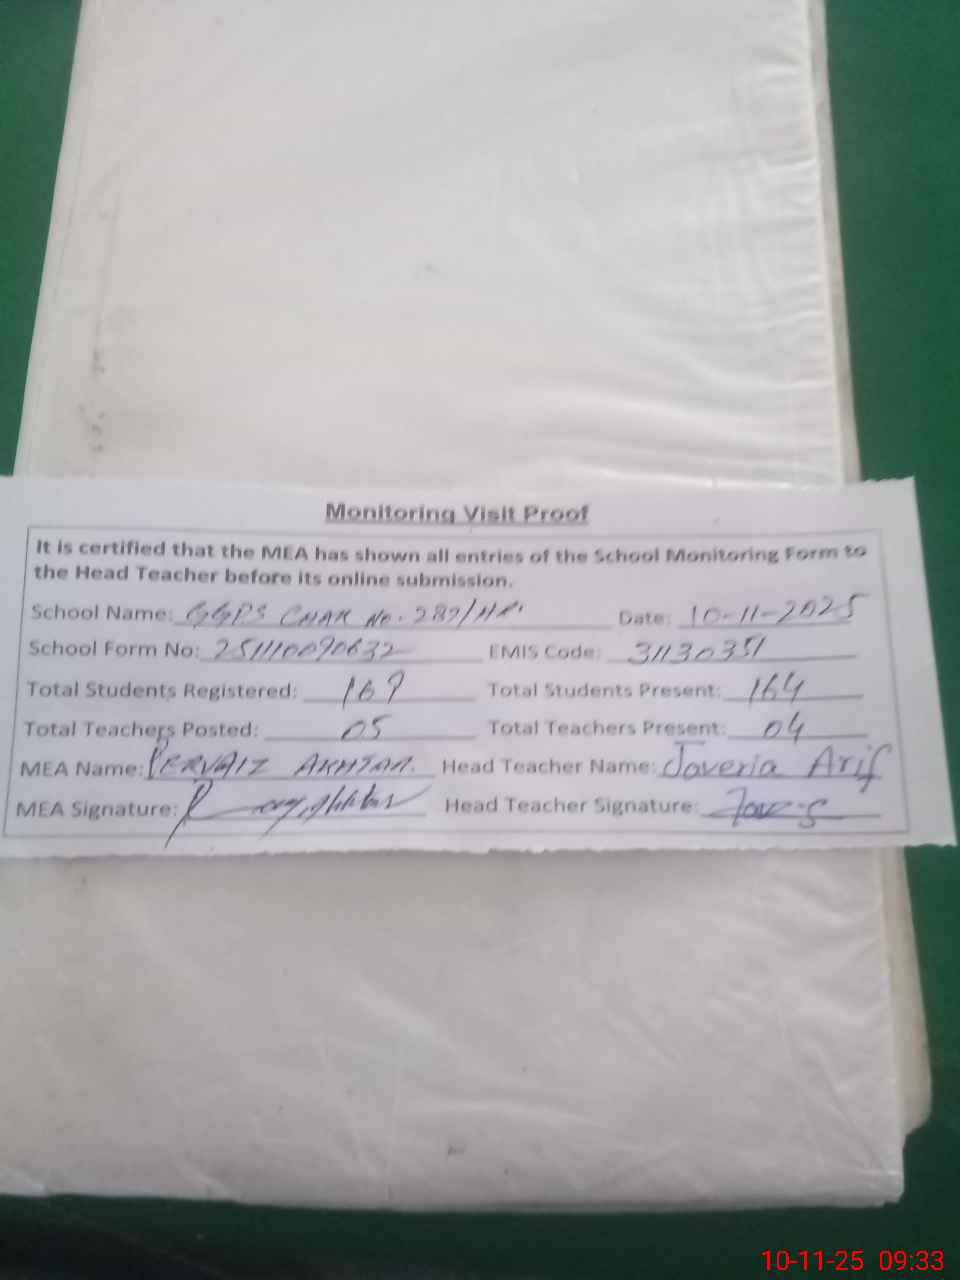 Monitoring Visit Proof
It is certified that the MEA has shown all entries of the School Monitoring Form to
the Head Teacher before its online submission.
School Name: GGPS CHAK No. 287/HR. Date: 10-11-2025
School Form No: 251110090632 EMIS Code: 31130351
Total Students Registered: 169 Total Students Present: 164
Total Teachers Posted: 05 Total Teachers Present: 04
MEA Name: PERVAIZ AKHTAR. Head Teacher Name: Javeria Arif
MEA Signature: Head Teacher Signature:
10-11-25 09:33